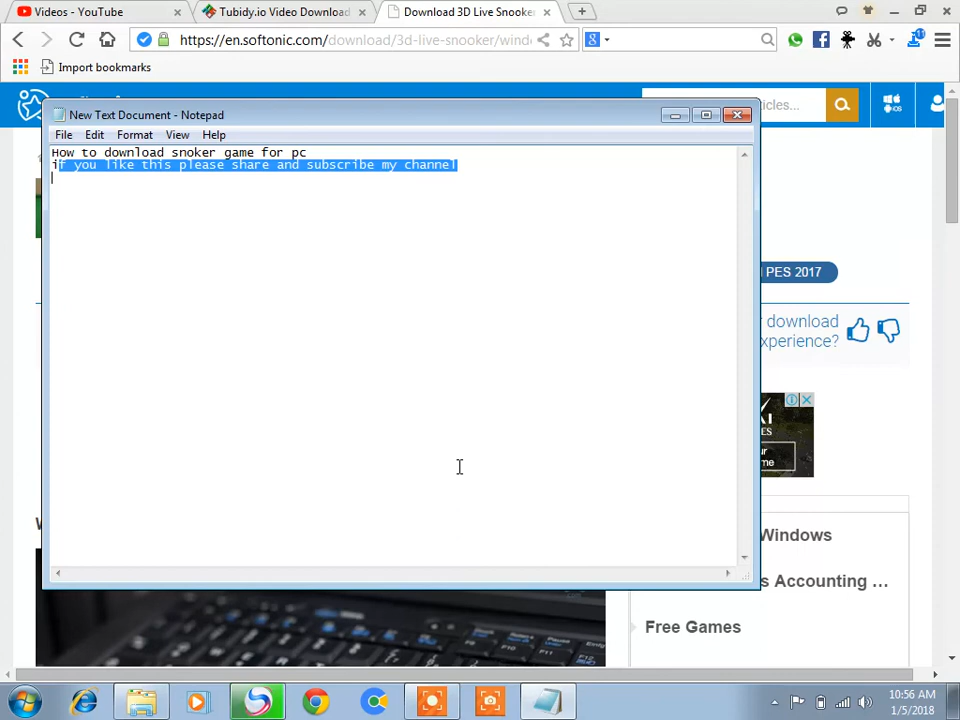 Videos - YouTube
Tubidy.io Video Download
Download 3D Live Snooker
https://en.softonic.com/download/3d-live-snooker/wind
Import bookmarks
ticles...
New Text Document - Notepad
File Edit Format View Help
How to download snoker game for pc
if you like this please share and subscribe my channel
PES 2017
download
xperience?
Windows
s Accounting ...
Free Games
10:56 AM
1/5/2018